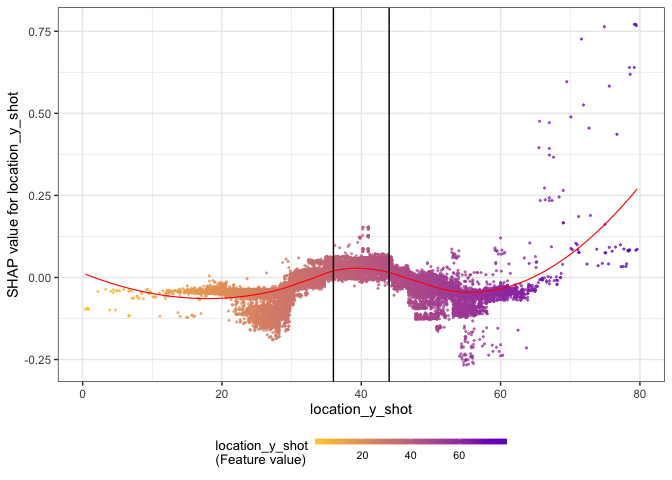 0.75
0.50
0.25
0.00
-0.25
SHAP value for location_y_shot
0 20 40 60 80
location_y_shot
location_y_shot
(Feature value)
20 40 60